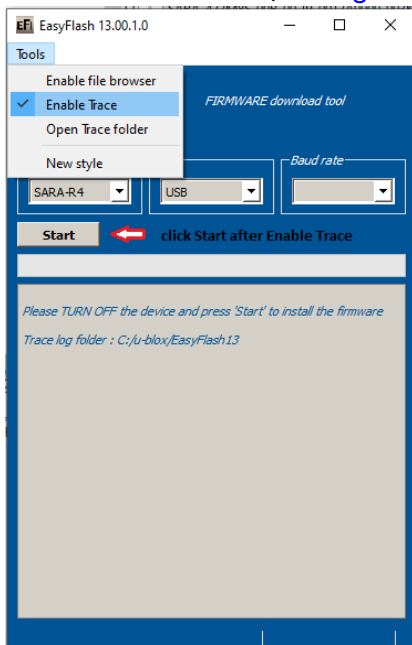 EasyFlash 13.00.1.0
Tools
Enable file browser
Enable Trace
Open Trace folder
New style
FIRMWARE download tool
Baud rate
SARA-R4
USB
Start
click Start after Enable Trace
Please TURN OFF the device and press 'Start' to install the firmware
Trace log folder : C:/u-blox/EasyFlash13